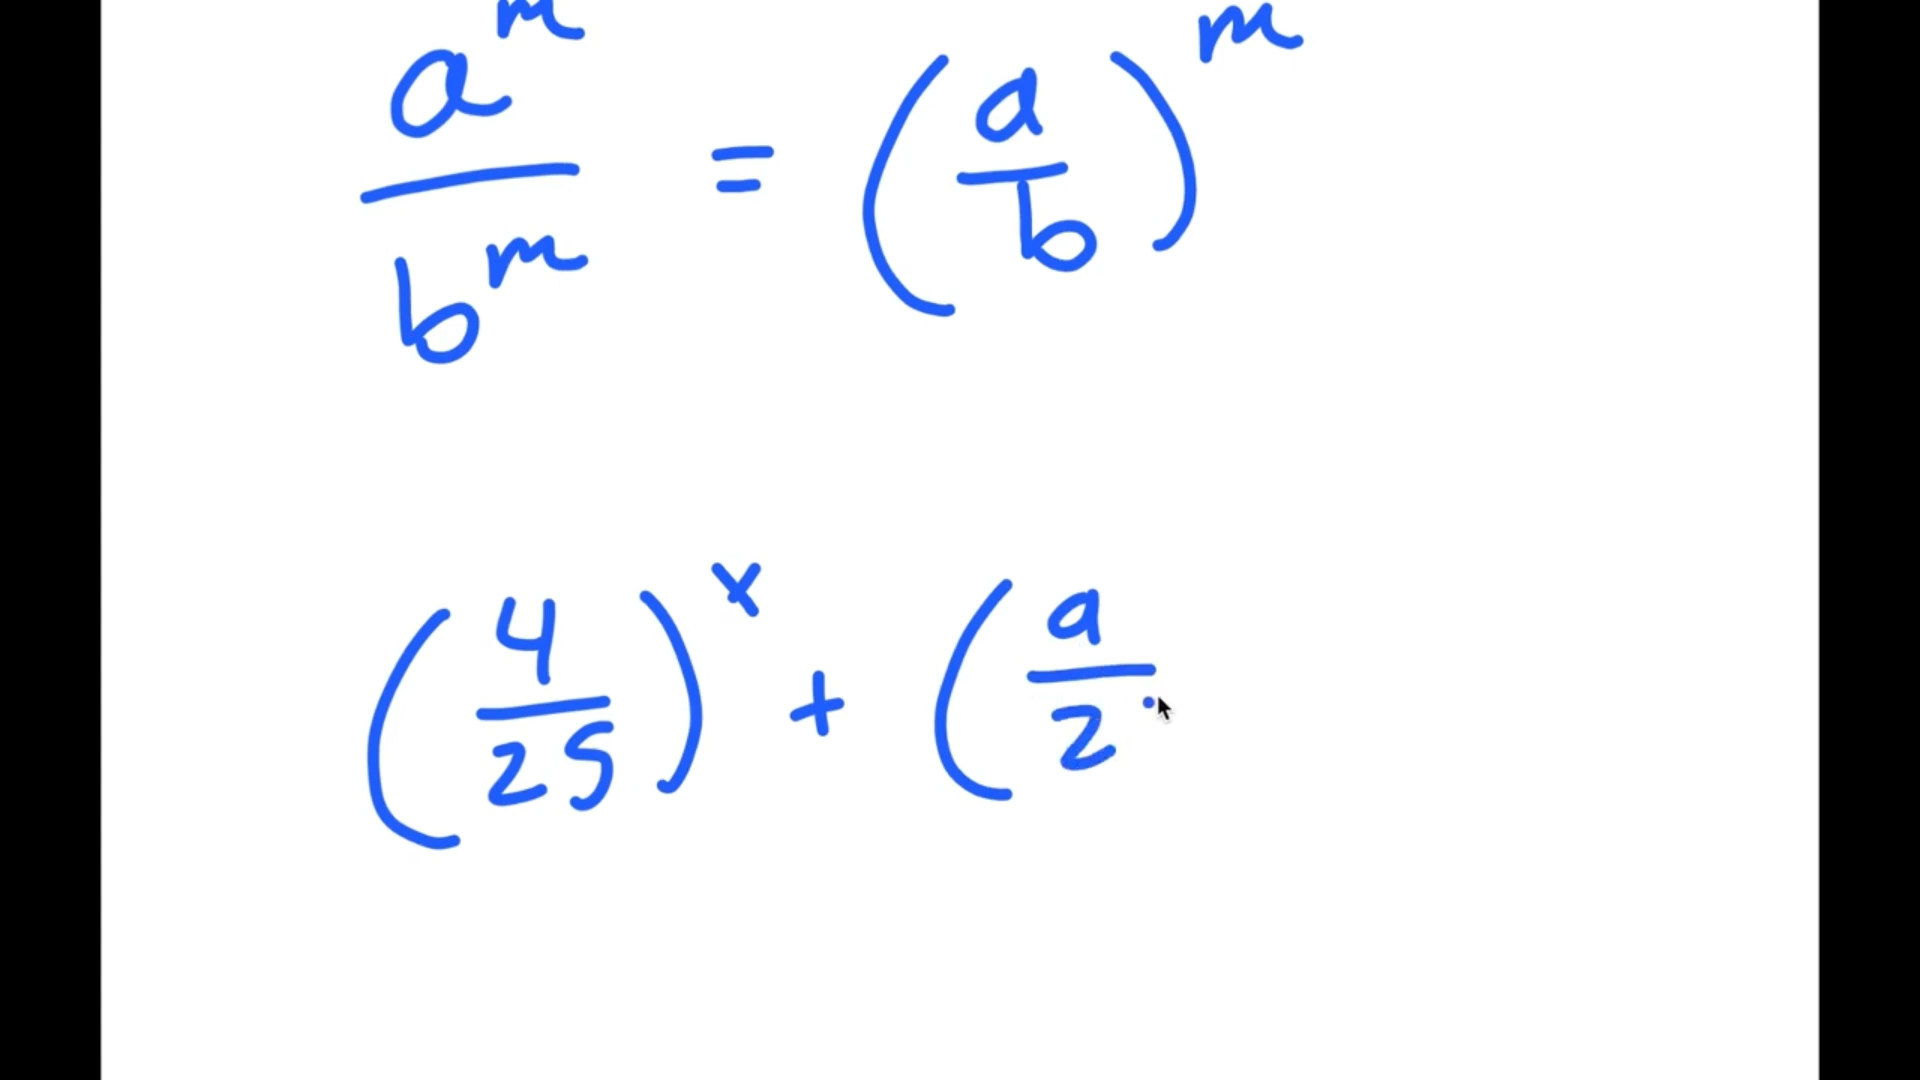 a^m / b^m = (a/b)^m
(4/25)^x + (a/2